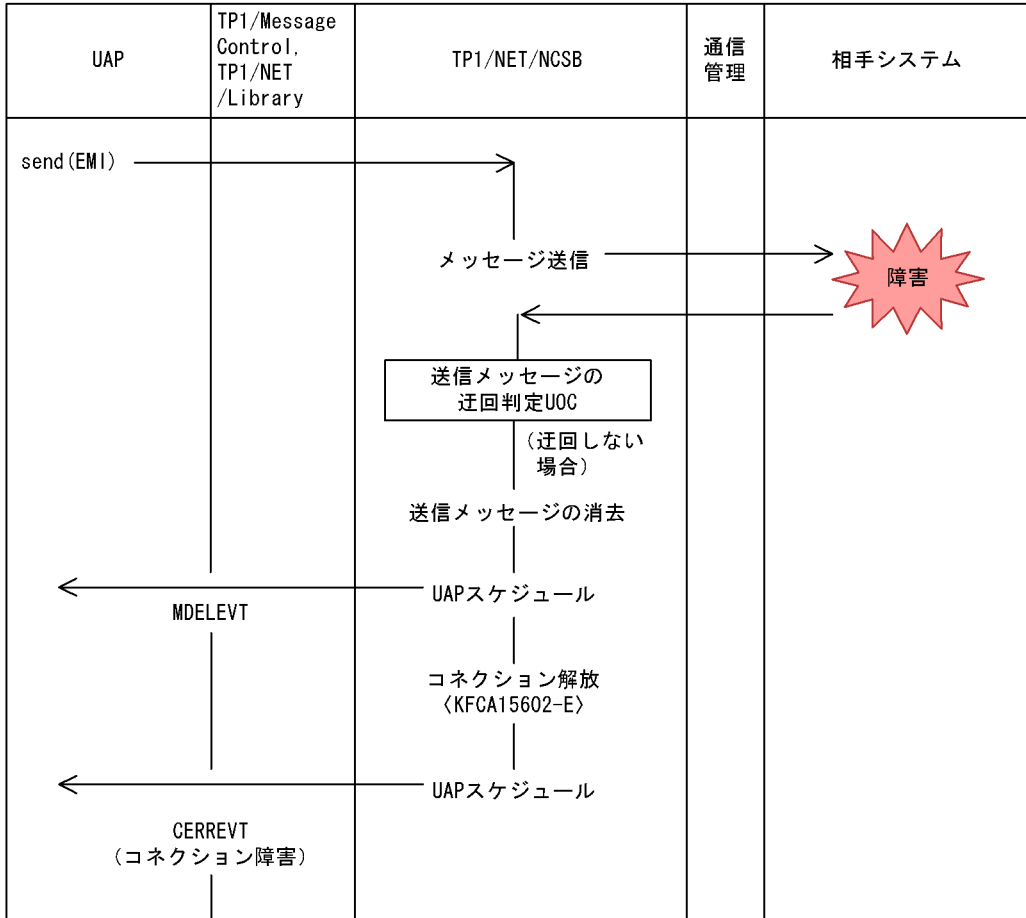 UAP
TP1/Message
Control,
TP1/NET
/Library
TP1/NET/NCSB
通信
管理
相手システム
send(EMI)
メッセージ送信
障害
送信メッセージの
迂回判定UOC
(迂回しない
場合)
送信メッセージの消去
UAPスケジュール
MDELEVT
コネクション解放
〈KFCA15602-E〉
UAPスケジュール
CERREVT
(コネクション障害)